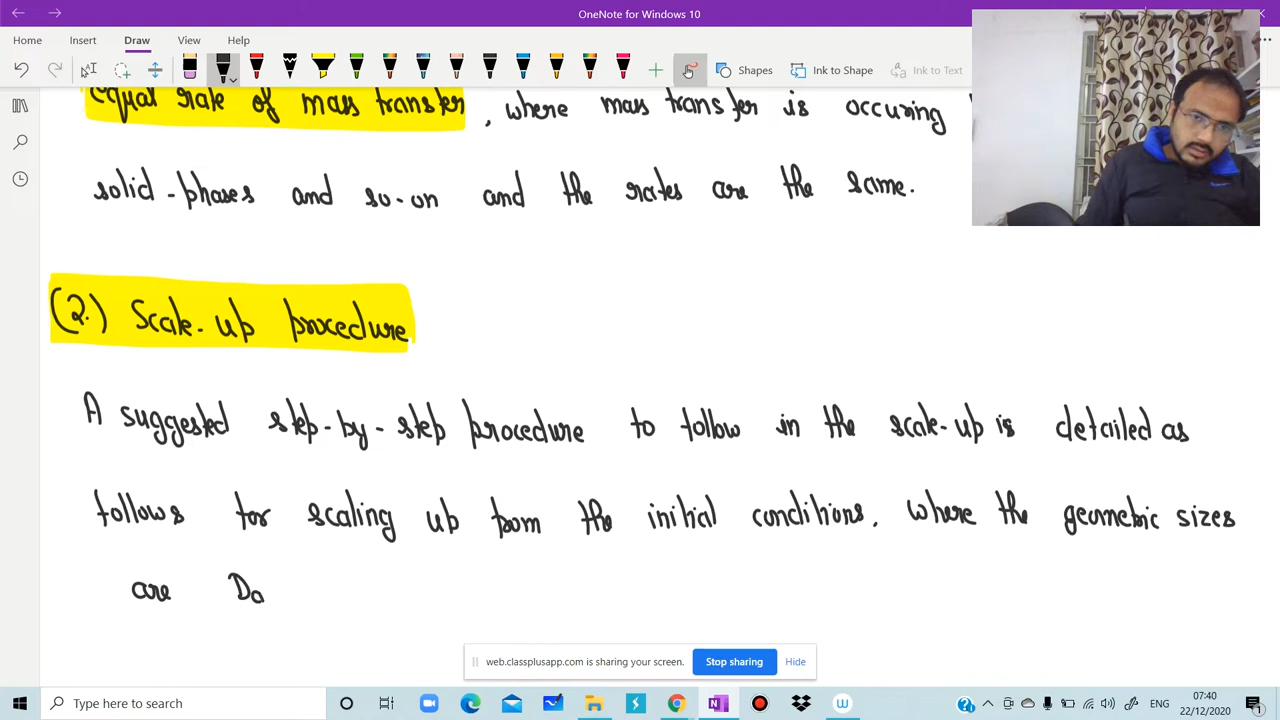 OneNote for Windows 10
Home Insert Draw View Help
Shapes Ink to Shape Ink to Text
equal rate of mass transfer, where mass transfer is occuring
solid-phases and so-on and the rates are the same.
(2.) Scale-up procedure
A suggested step-by-step procedure to follow in the scale-up is detailed as
follows for scaling up from the initial conditions, where the geometric sizes
are Da
web.classplusapp.com is sharing your screen. Stop sharing Hide
Type here to search
ENG
07:40
22/12/2020